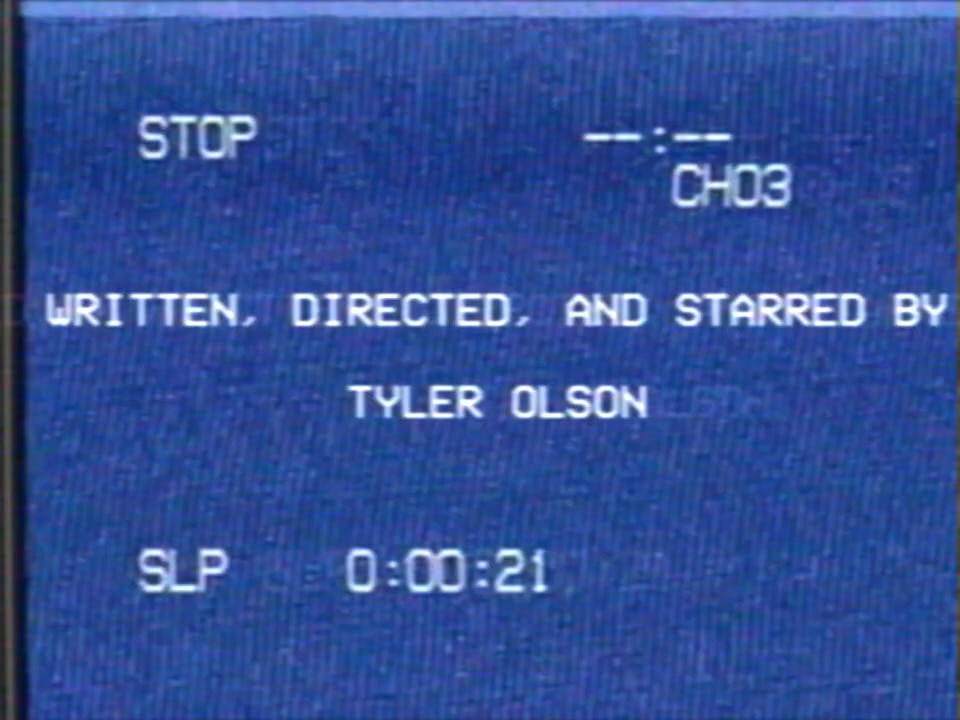 STOP --:--
CH03
WRITTEN, DIRECTED, AND STARRED BY
TYLER OLSON
SLP 0:00:21